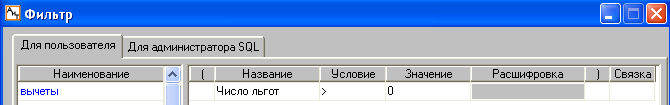 Фильтр
Для пользователя Для администратора SQL
Наименование ( Название Условие Значение Расшифровка ) Связка
вычеты Число льгот > 0